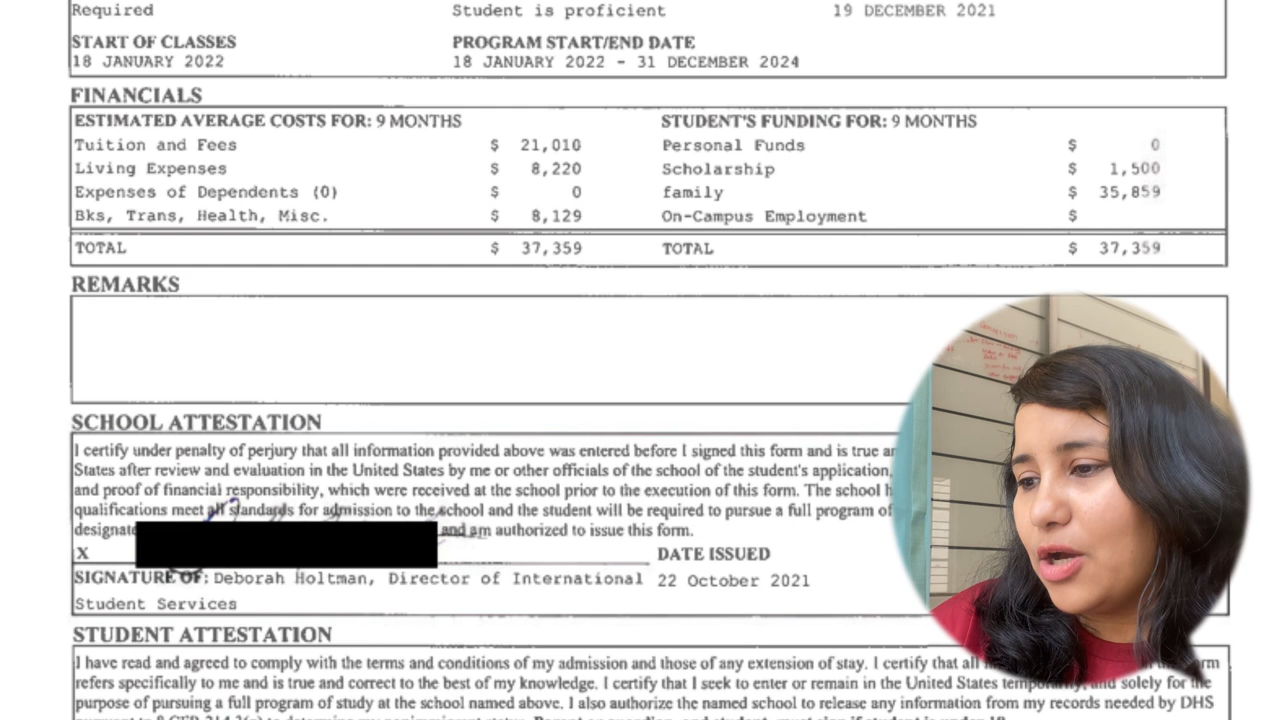 Required Student is proficient 19 DECEMBER 2021
START OF CLASSES PROGRAM START/END DATE
18 JANUARY 2022 18 JANUARY 2022 - 31 DECEMBER 2024
FINANCIALS
ESTIMATED AVERAGE COSTS FOR: 9 MONTHS STUDENT'S FUNDING FOR: 9 MONTHS
Tuition and Fees $ 21,010 Personal Funds $ 0
Living Expenses $ 8,220 Scholarship $ 1,500
Expenses of Dependents (0) $ 0 family $ 35,859
Bks, Trans, Health, Misc. $ 8,129 On-Campus Employment $
TOTAL $ 37,359 TOTAL $ 37,359
REMARKS
SCHOOL ATTESTATION
I certify under penalty of perjury that all information provided above was entered before I signed this form and is true
States after review and evaluation in the United States by me or other officials of the school of the student's application,
and proof of financial responsibility, which were received at the school prior to the execution of this form. The school
qualifications meet all standards for admission to the school and the student will be required to pursue a full program of
and am authorized to issue this form.
X DATE ISSUED
SIGNATURE OF: Deborah Holtman, Director of International 22 October 2021
Student Services
STUDENT ATTESTATION
I have read and agreed to comply with the terms and conditions of my admission and those of any extension of stay. I certify that all
refers specifically to me and is true and correct to the best of my knowledge. I certify that I seek to enter or remain in the United States temporarily, and solely for the
purpose of pursuing a full program of study at the school named above. I also authorize the named school to release any information from my records needed by DHS